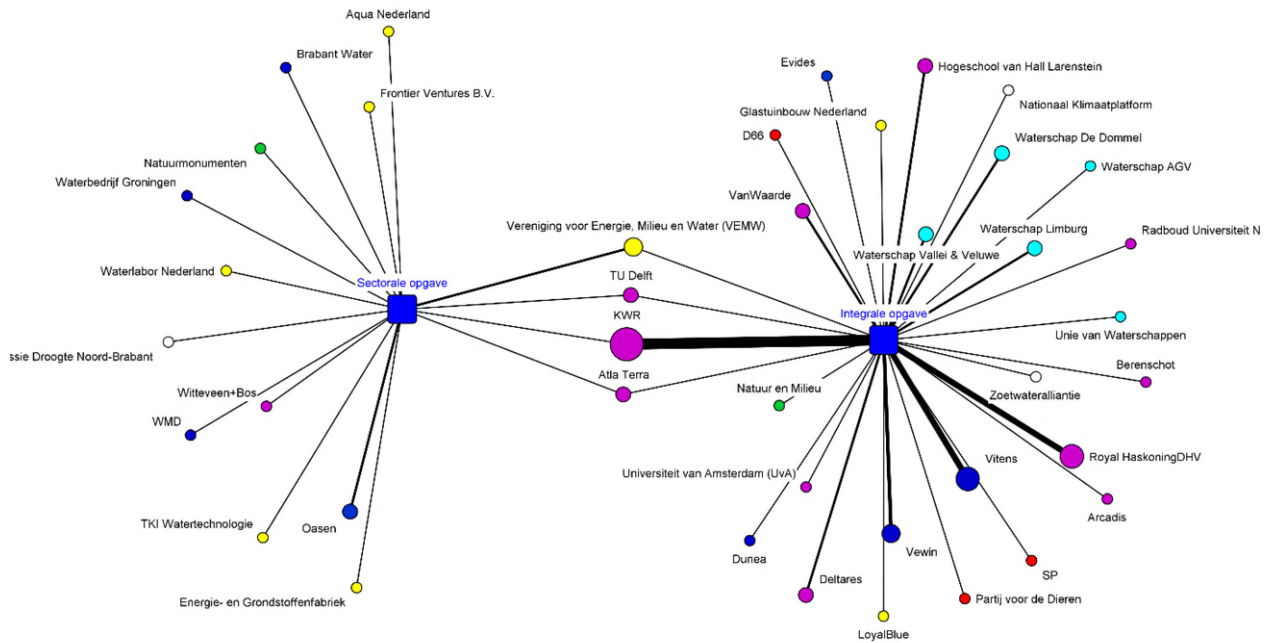 Aqua Nederland
Brabant Water
Evides
Hogeschool van Hall Larenstein
Frontier Ventures B.V.
Nationaal Klimaatplatform
Glastuinbouw Nederland
D66
Waterschap De Dommel
Natuurmonumenten
Waterschap AGV
Waterbedrijf Groningen
VanWaarde
Vereniging voor Energie, Milieu en Water (VEMW)
Waterschap Limburg
Radboud Universiteit N
Waterschap Vallei & Veluwe
Waterlabor Nederland
TU Delft
Sectorale opgave
KWR
Integrale opgave
Unie van Waterschappen
ssie Droogte Noord-Brabant
Atla Terra
Berenschot
Witteveen+Bos
Natuur en Milieu
Zoetwateralliantie
WMD
Vitens
Royal HaskoningDHV
Universiteit van Amsterdam (UvA)
Arcadis
TKI Watertechnologie
Oasen
Dunea
Vewin
SP
Deltares
Partij voor de Dieren
Energie- en Grondstoffenfabriek
LoyalBlue